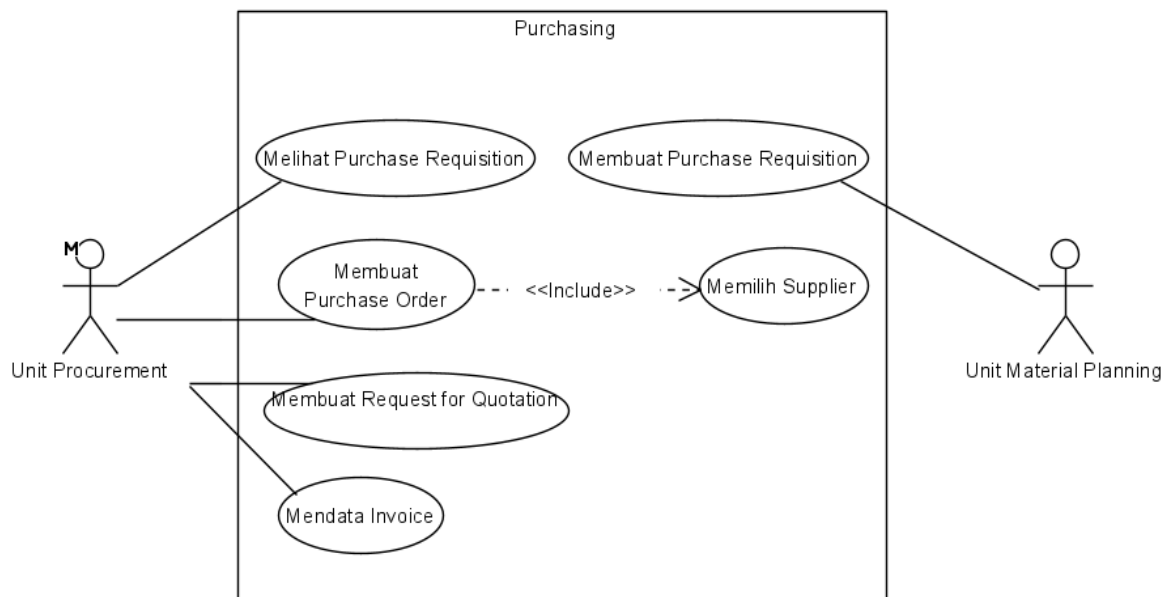 Purchasing
Melihat Purchase Requisition
Membuat Purchase Requisition
M
Membuat
Purchase Order
<<Include>>
Memilih Supplier
Unit Procurement
Unit Material Planning
Membuat Request for Quotation
Mendata Invoice